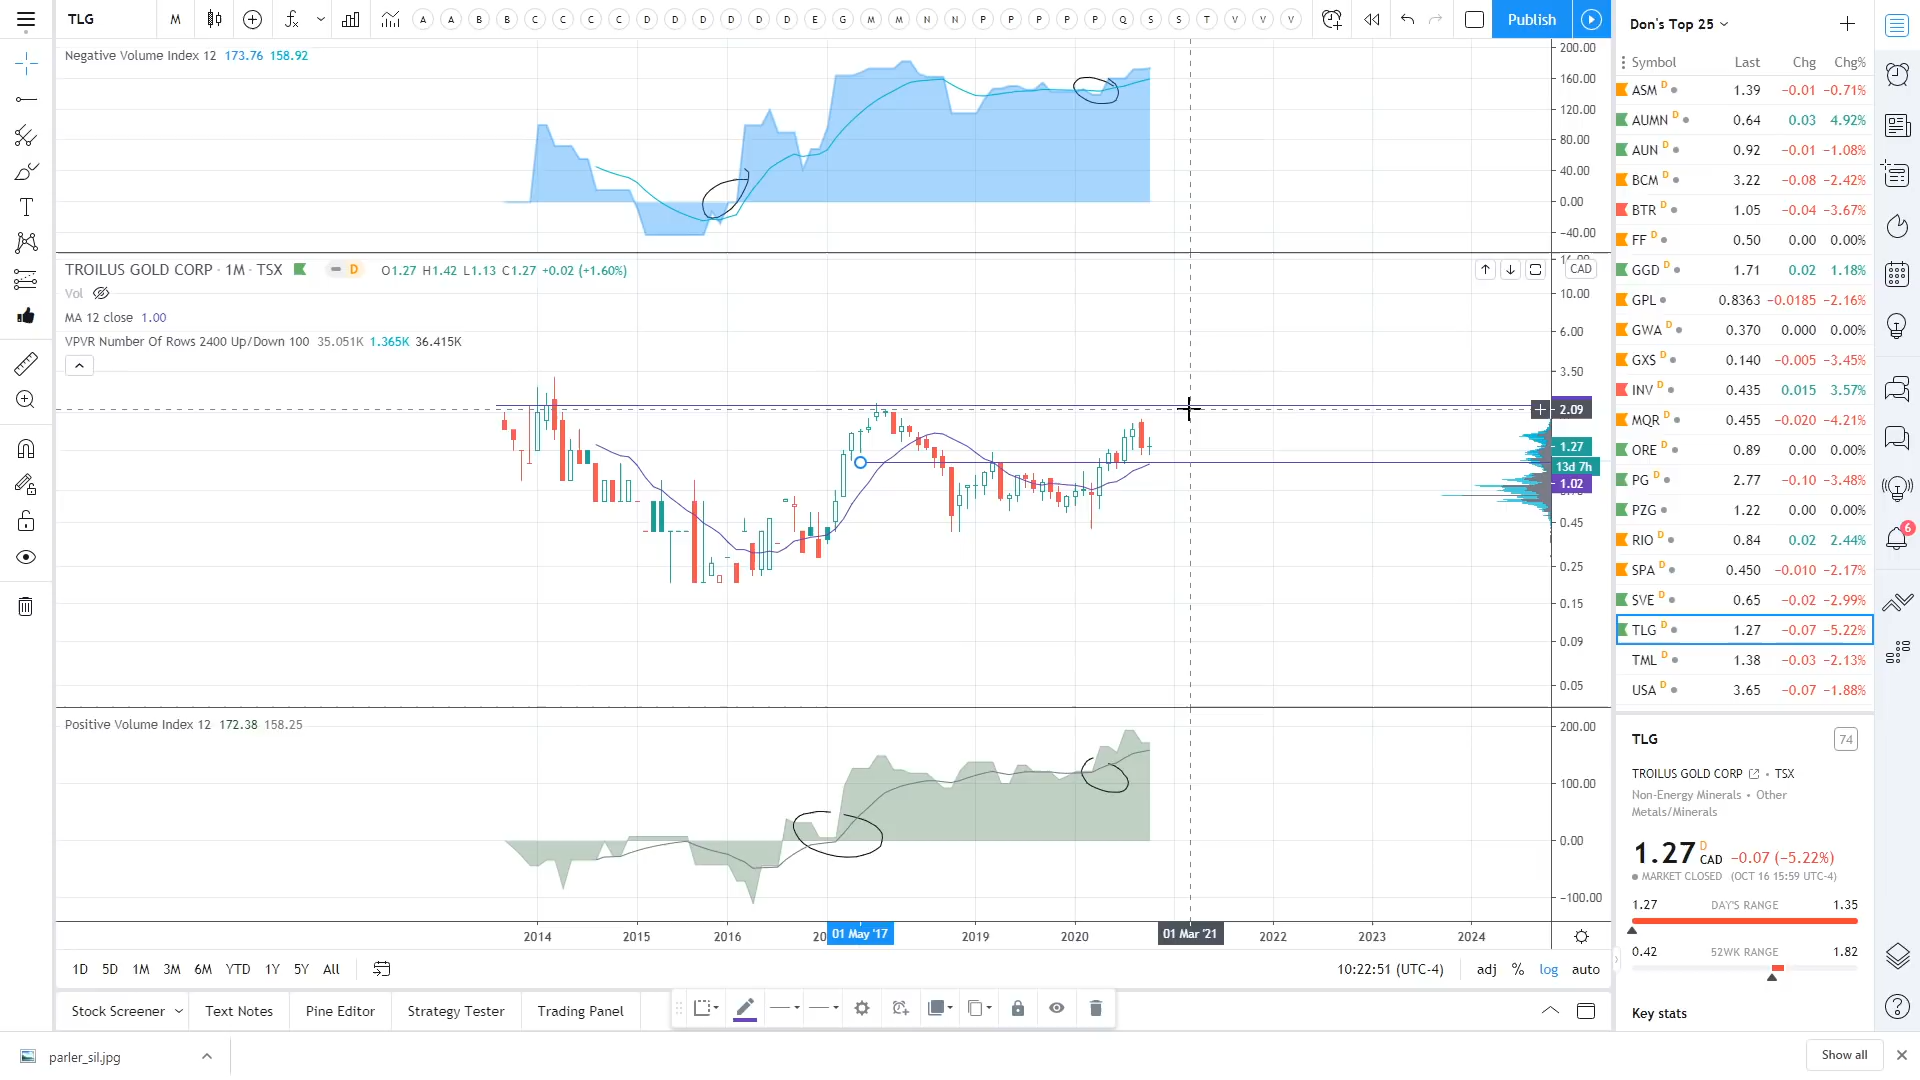 TLG M A A B B C C C C D D D D D D E G M M N N P P P P P Q S S T V V V Publish
Negative Volume Index 12 173.76 158.92
200.00
160.00
120.00
80.00
40.00
0.00
−40.00
TROILUS GOLD CORP · 1M · TSX D O1.27 H1.42 L1.13 C1.27 +0.02 (+1.60%)
CAD
Vol
MA 12 close 1.00
VPVR Number Of Rows 2400 Up/Down 100 35.051K 1.365K 36.415K
10.00
6.00
3.50
2.09
1.27
13d 7h
1.02
0.45
0.25
0.15
0.09
0.05
Positive Volume Index 12 172.38 158.25
200.00
100.00
0.00
−100.00
2014 2015 2016 01 May '17 2019 2020 01 Mar '21 2022 2023 2024
1D 5D 1M 3M 6M YTD 1Y 5Y All 10:22:51 (UTC-4) adj % log auto
Stock Screener Text Notes Pine Editor Strategy Tester Trading Panel
parler_sil.jpg
Show all
Don's Top 25
Symbol Last Chg Chg%
ASM D 1.39 −0.01 −0.71%
AUMN D 0.64 0.03 4.92%
AUN D 0.92 −0.01 −1.08%
BCM D 3.22 −0.08 −2.42%
BTR D 1.05 −0.04 −3.67%
FF D 0.50 0.00 0.00%
GGD D 1.71 0.02 1.18%
GPL 0.8363 −0.0185 −2.16%
GWA D 0.370 0.000 0.00%
GXS D 0.140 −0.005 −3.45%
INV D 0.435 0.015 3.57%
MQR D 0.455 −0.020 −4.21%
ORE D 0.89 0.00 0.00%
PG D 2.77 −0.10 −3.48%
PZG 1.22 0.00 0.00%
RIO D 0.84 0.02 2.44%
SPA D 0.450 −0.010 −2.17%
SVE D 0.65 −0.02 −2.99%
TLG D 1.27 −0.07 −5.22%
TML D 1.38 −0.03 −2.13%
USA D 3.65 −0.07 −1.88%
TLG 74
TROILUS GOLD CORP • TSX
Non-Energy Minerals • Other
Metals/Minerals
1.27 D CAD −0.07 (−5.22%)
MARKET CLOSED (OCT 16 15:59 UTC-4)
1.27 DAY'S RANGE 1.35
0.42 52WK RANGE 1.82
Key stats
6